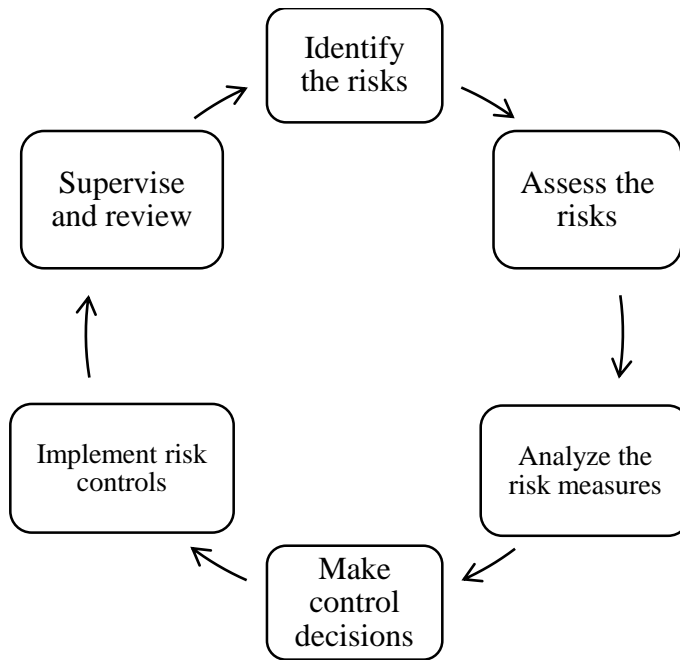 Identify
the risks
Assess the
risks
Analyze the
risk measures
Make
control
decisions
Implement risk
controls
Supervise
and review